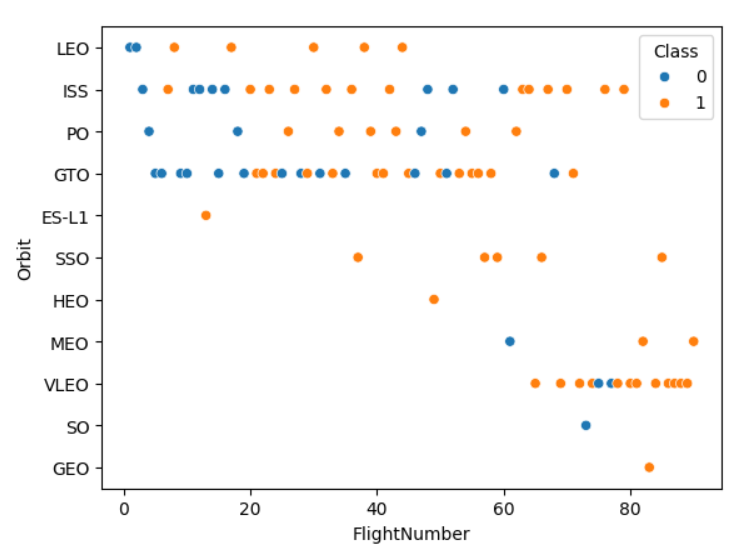 Class
0
1
LEO
ISS
PO
GTO
ES-L1
SSO
HEO
MEO
VLEO
SO
GEO
Orbit
0 20 40 60 80
FlightNumber